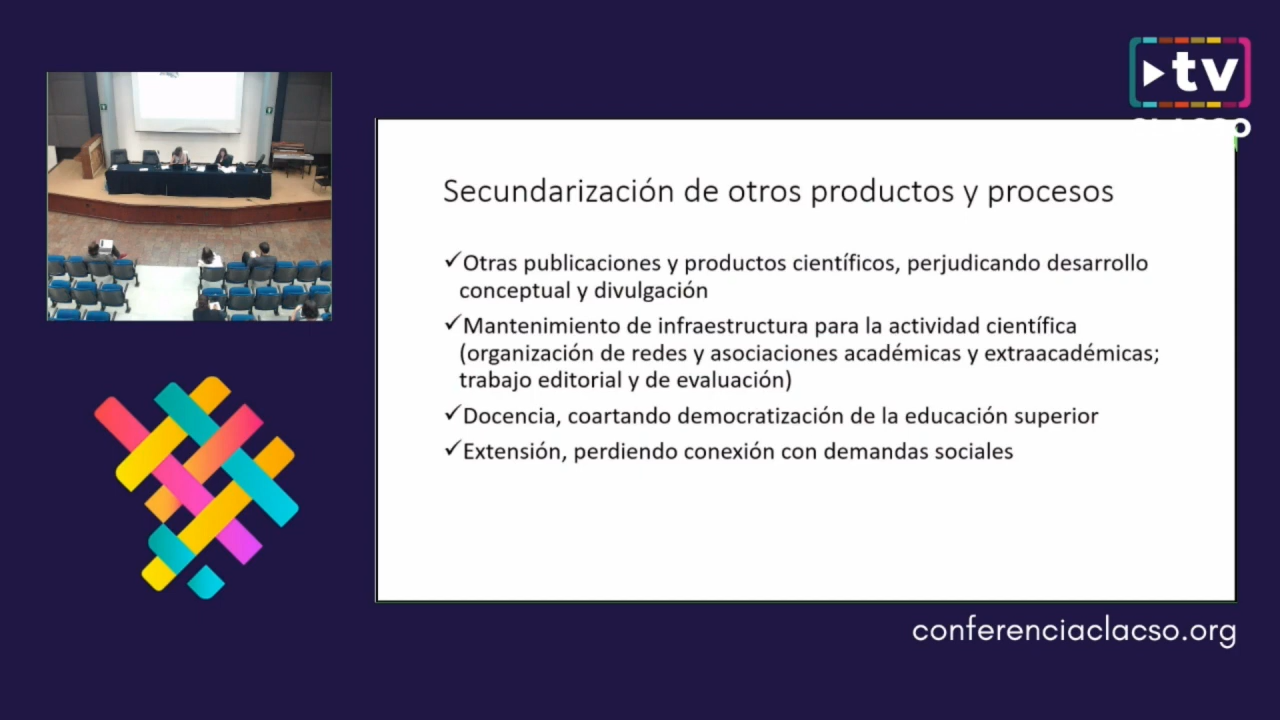 tv
Secundarización de otros productos y procesos
✓Otras publicaciones y productos científicos, perjudicando desarrollo
conceptual y divulgación
✓Mantenimiento de infraestructura para la actividad científica
(organización de redes y asociaciones académicas y extraacadémicas;
trabajo editorial y de evaluación)
✓Docencia, coartando democratización de la educación superior
✓Extensión, perdiendo conexión con demandas sociales
conferenciaclacso.org